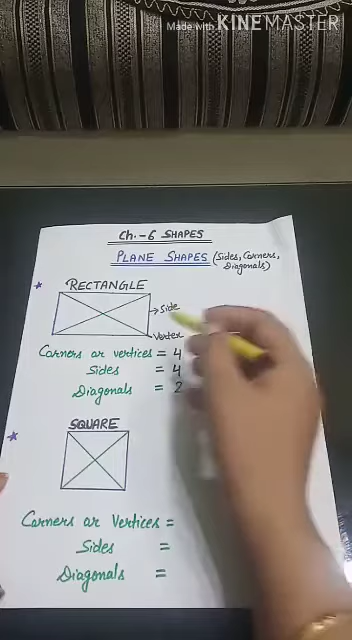 Made with KINEMASTER
Ch.-6 SHAPES
PLANE SHAPES (Sides, Corners,
Diagonals)
RECTANGLE
Side
Vertex
Corners or vertices = 4
Sides = 4
Diagonals = 2
SQUARE
Corners or Vertices =
Sides =
Diagonals =